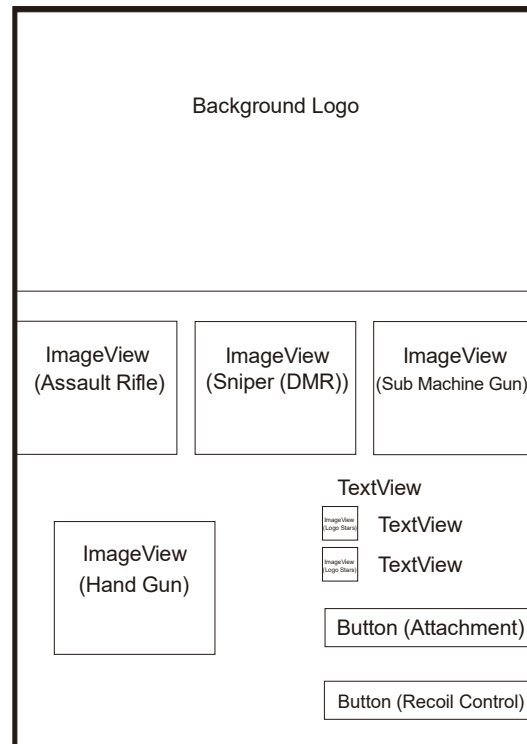 Background Logo
ImageView
(Assault Rifle)
ImageView
(Sniper (DMR))
ImageView
(Sub Machine Gun)
TextView
ImageView
(Logo Stars)
TextView
ImageView
(Logo Stars)
TextView
ImageView
(Hand Gun)
Button (Attachment)
Button (Recoil Control)